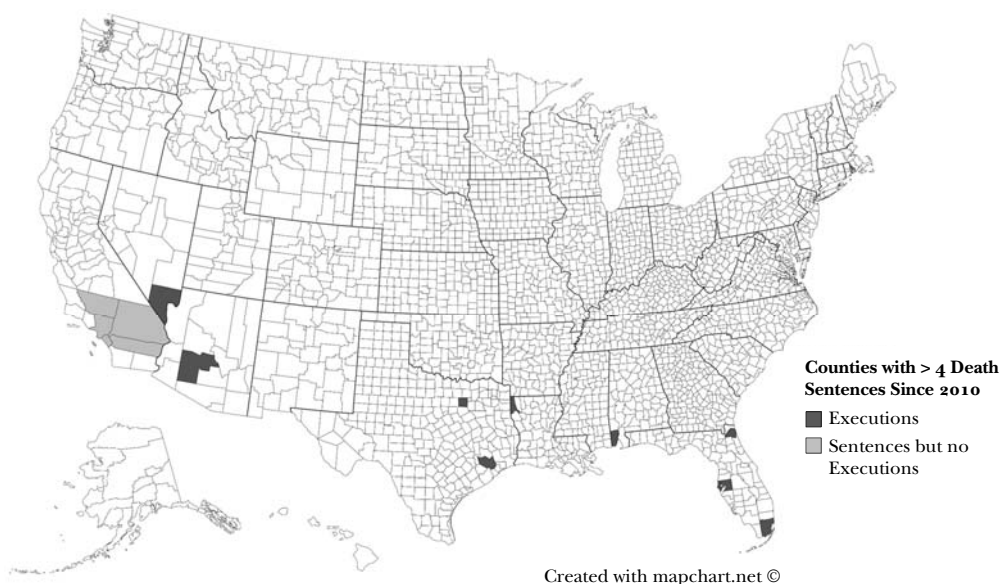 Counties with > 4 Death
Sentences Since 2010
Executions
Sentences but no
Executions
Created with mapchart.net ©